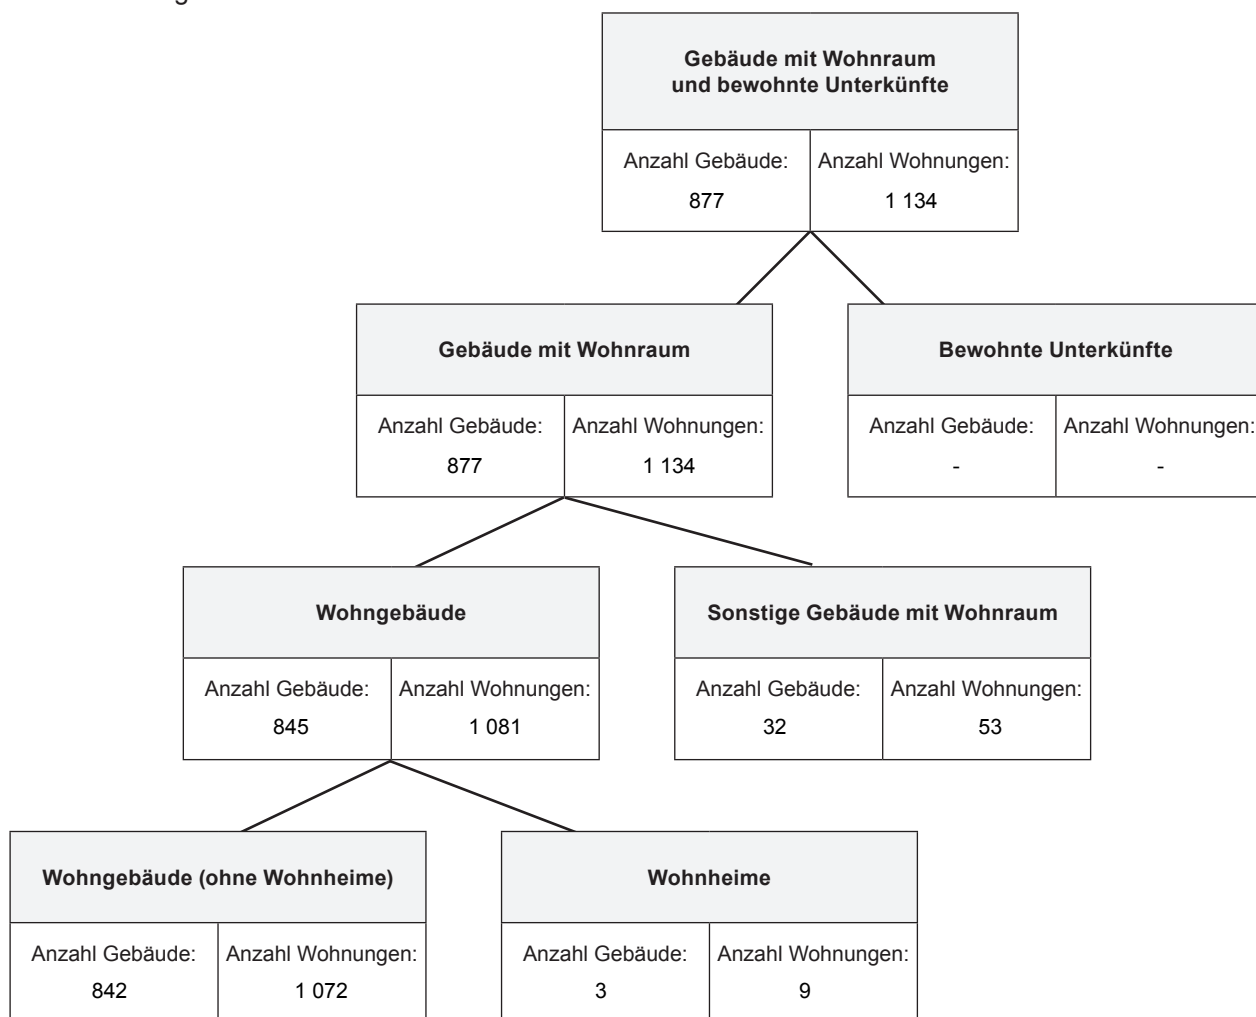 Gebäude mit Wohnraum
und bewohnte Unterkünfte
Anzahl Gebäude: Anzahl Wohnungen:
877 1 134
Gebäude mit Wohnraum
Anzahl Gebäude: Anzahl Wohnungen:
877 1 134
Bewohnte Unterkünfte
Anzahl Gebäude: Anzahl Wohnungen:
- -
Wohngebäude
Anzahl Gebäude: Anzahl Wohnungen:
845 1 081
Sonstige Gebäude mit Wohnraum
Anzahl Gebäude: Anzahl Wohnungen:
32 53
Wohngebäude (ohne Wohnheime)
Anzahl Gebäude: Anzahl Wohnungen:
842 1 072
Wohnheime
Anzahl Gebäude: Anzahl Wohnungen:
3 9